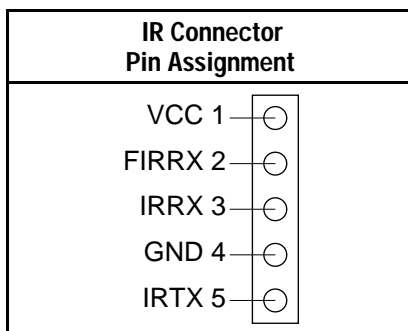 IR Connector
Pin Assignment
VCC 1
FIRRX 2
IRRX 3
GND 4
IRTX 5